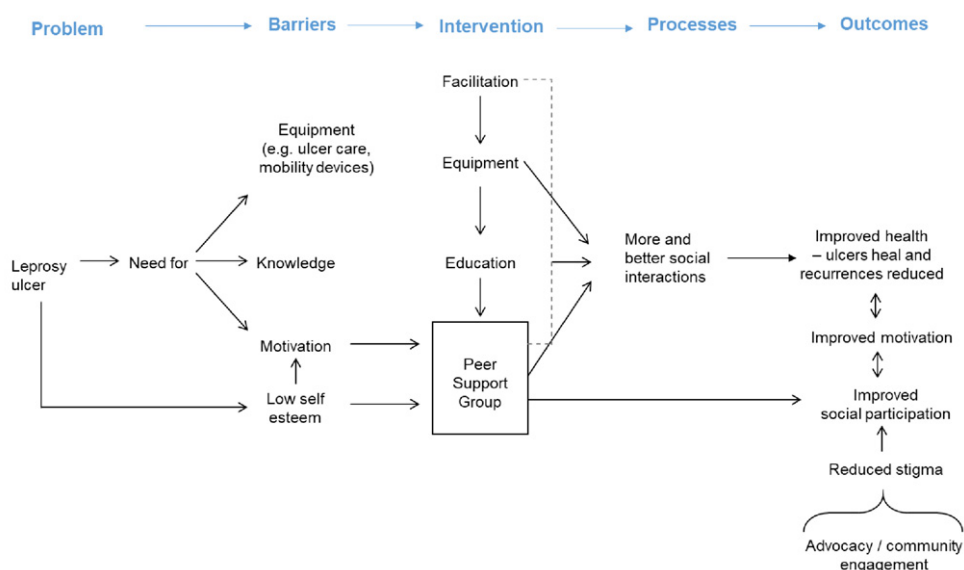 Problem
Barriers
Intervention
Processes
Outcomes
Facilitation
Equipment
(e.g. ulcer care,
mobility devices)
Equipment
Leprosy
ulcer
Need for
Knowledge
Education
More and
better social
interactions
Improved health
– ulcers heal and
recurrences reduced
Motivation
Peer
Support
Group
Improved motivation
Low self
esteem
Improved
social participation
Reduced stigma
Advocacy / community
engagement